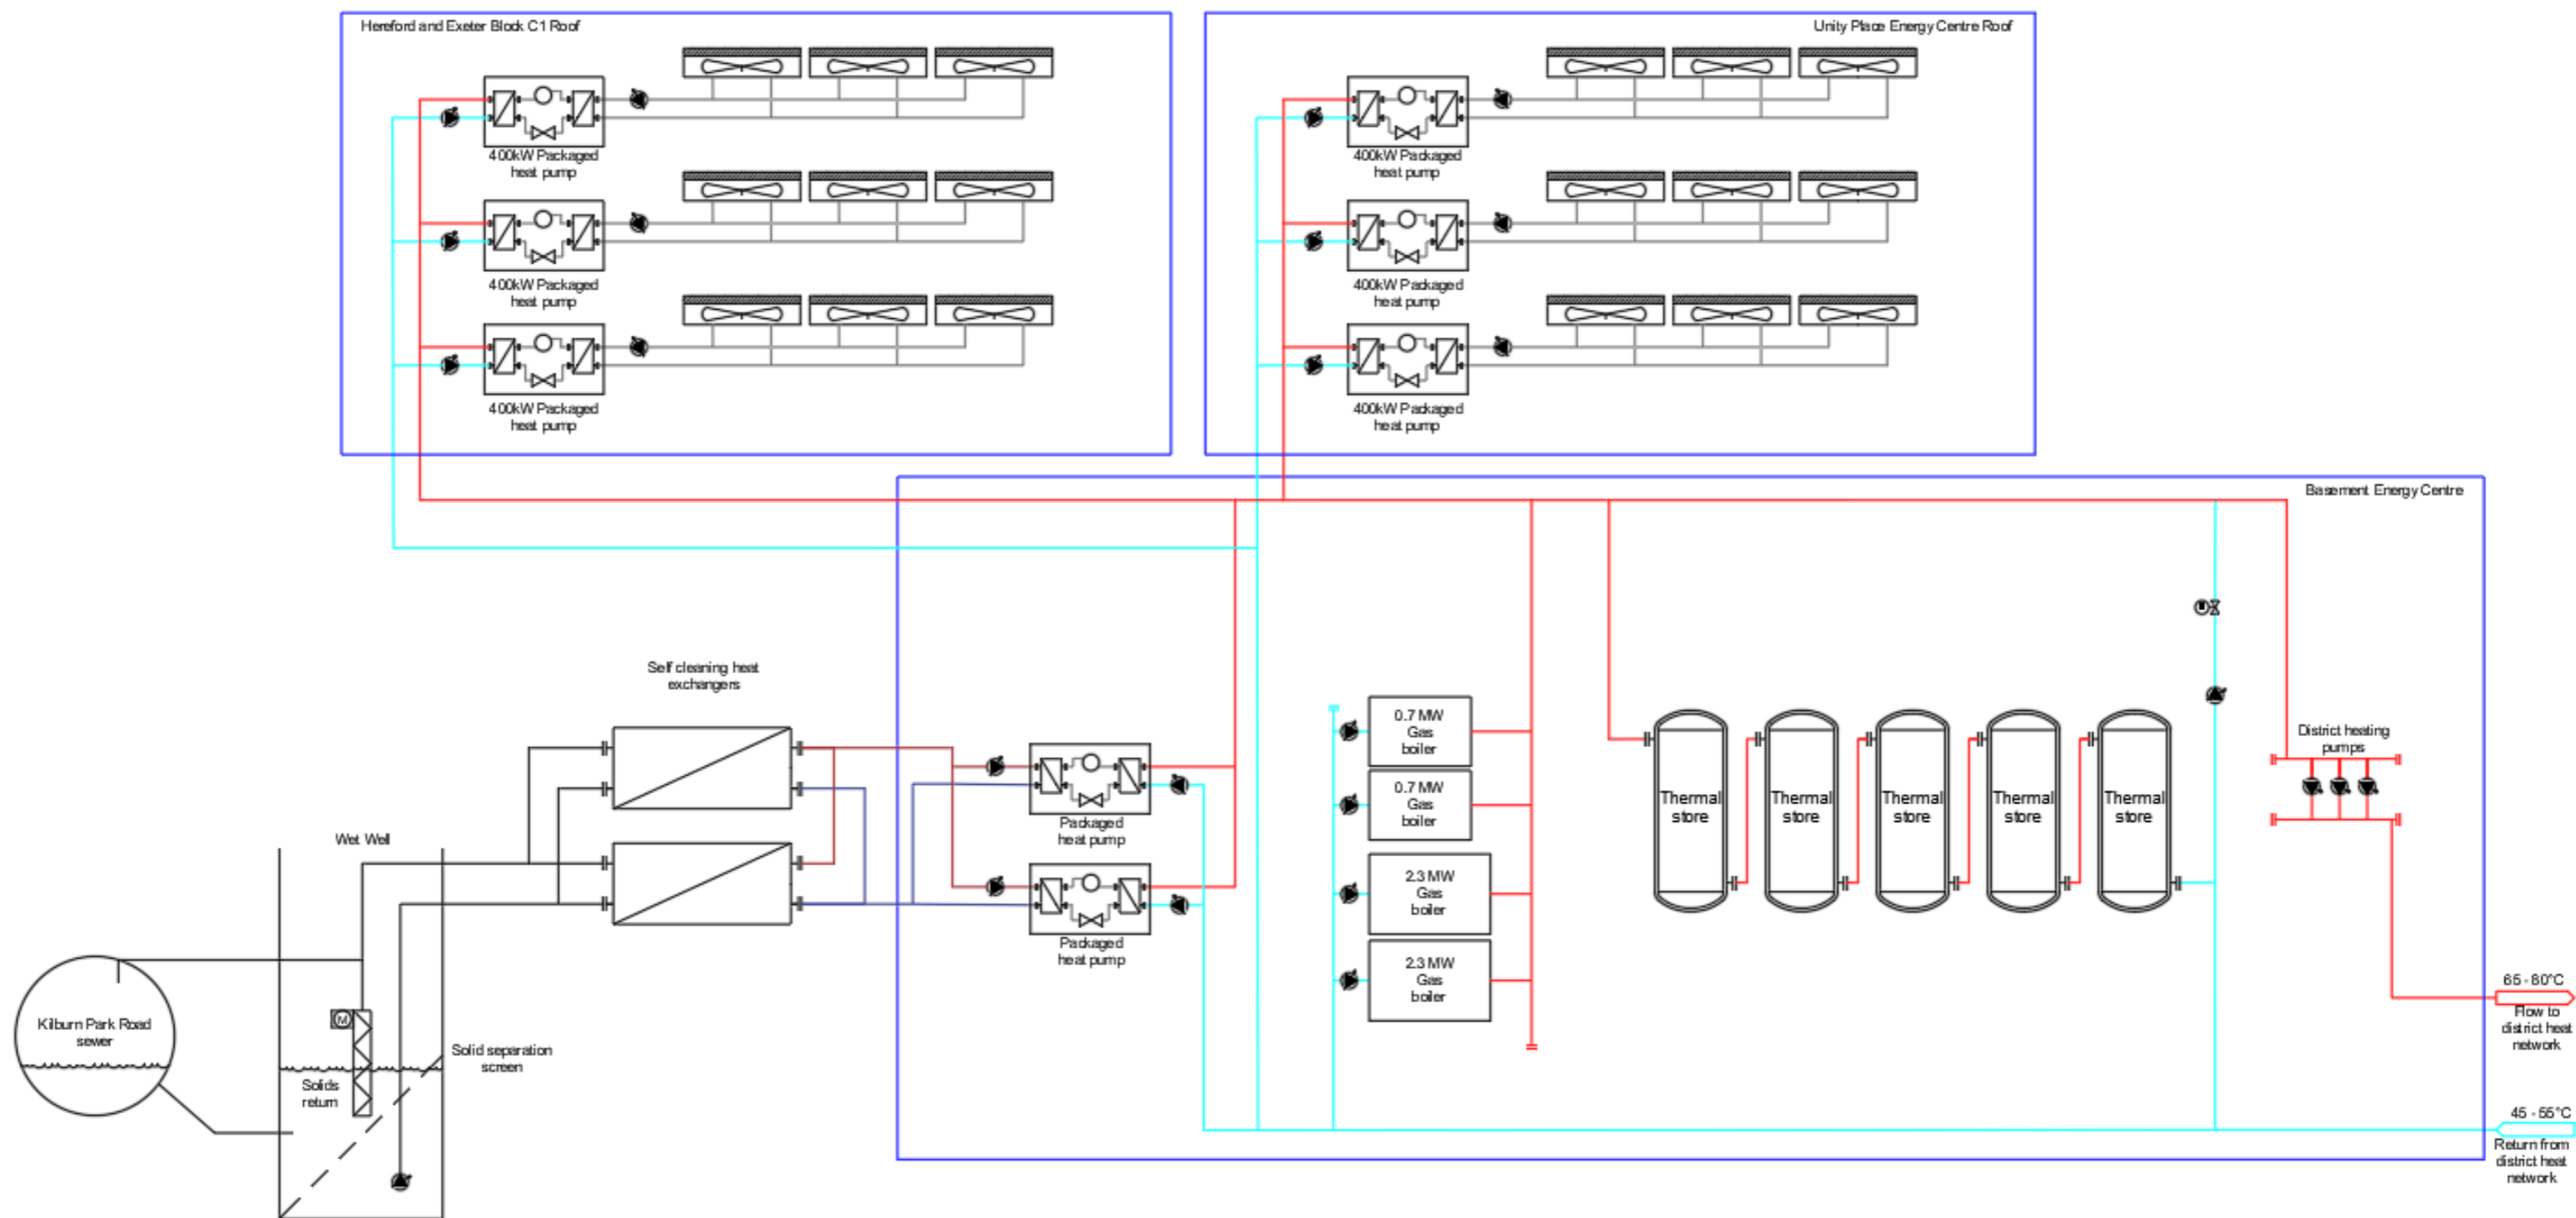 Hereford and Exeter Block C1 Roof
Unity Place Energy Centre Roof
400kW Packaged
heat pump
400kW Packaged
heat pump
400kW Packaged
heat pump
400kW Packaged
heat pump
400kW Packaged
heat pump
400kW Packaged
heat pump
Basement Energy Centre
Self cleaning heat
exchangers
Wet Well
Kilburn Park Road
sewer
M
Solids
return
Solid separation
screen
Packaged
heat pump
Packaged
heat pump
0.7 MW
Gas
boiler
0.7 MW
Gas
boiler
2.3 MW
Gas
boiler
2.3 MW
Gas
boiler
Thermal
store
Thermal
store
Thermal
store
Thermal
store
Thermal
store
District heating
pumps
65 - 80°C
Flow to
district heat
network
45 - 55°C
Return from
district heat
network